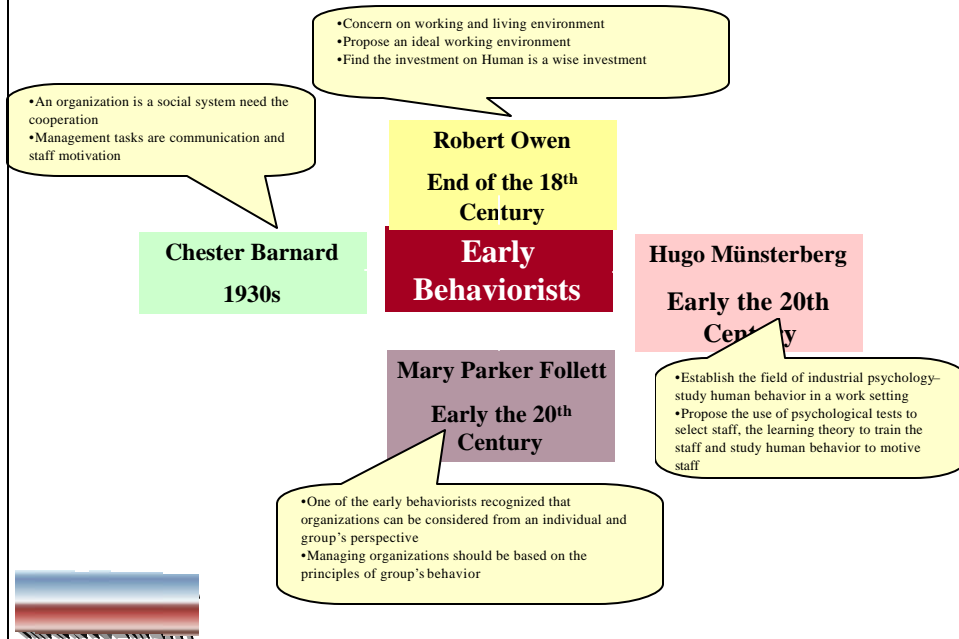 •Concern on working and living environment
•Propose an ideal working environment
•Find the investment on Human is a wise investment
•An organization is a social system need the
cooperation
•Management tasks are communication and
staff motivation
Robert Owen
End of the 18th
Century
Chester Barnard
1930s
Early
Behaviorists
Hugo Münsterberg
Early the 20th
Century
Mary Parker Follett
Early the 20th
Century
•Establish the field of industrial psychology–
study human behavior in a work setting
•Propose the use of psychological tests to
select staff, the learning theory to train the
staff and study human behavior to motive
staff
•One of the early behaviorists recognized that
organizations can be considered from an individual and
group's perspective
•Managing organizations should be based on the
principles of group's behavior